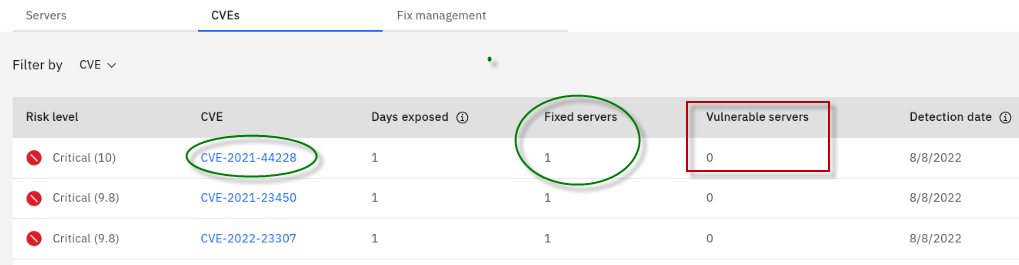 Servers CVEs Fix management
Filter by CVE
Risk level CVE Days exposed Fixed servers Vulnerable servers Detection date
Critical (10) CVE-2021-44228 1 1 0 8/8/2022
Critical (9.8) CVE-2021-23450 1 1 0 8/8/2022
Critical (9.8) CVE-2022-23307 1 1 0 8/8/2022